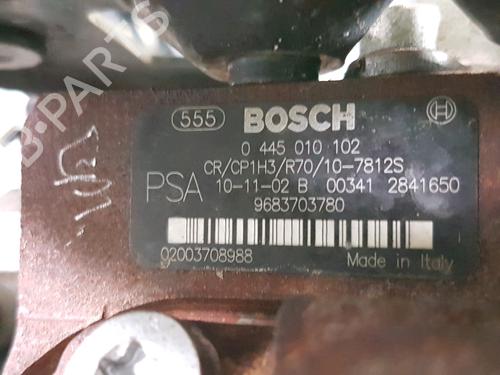 555 BOSCH
0 445 010 102
CR/CP1H3/R70/10-7812S
PSA 10-11-02 B 00341 2841650
9683703780
02003708988 Made in Italy
B-PARTS